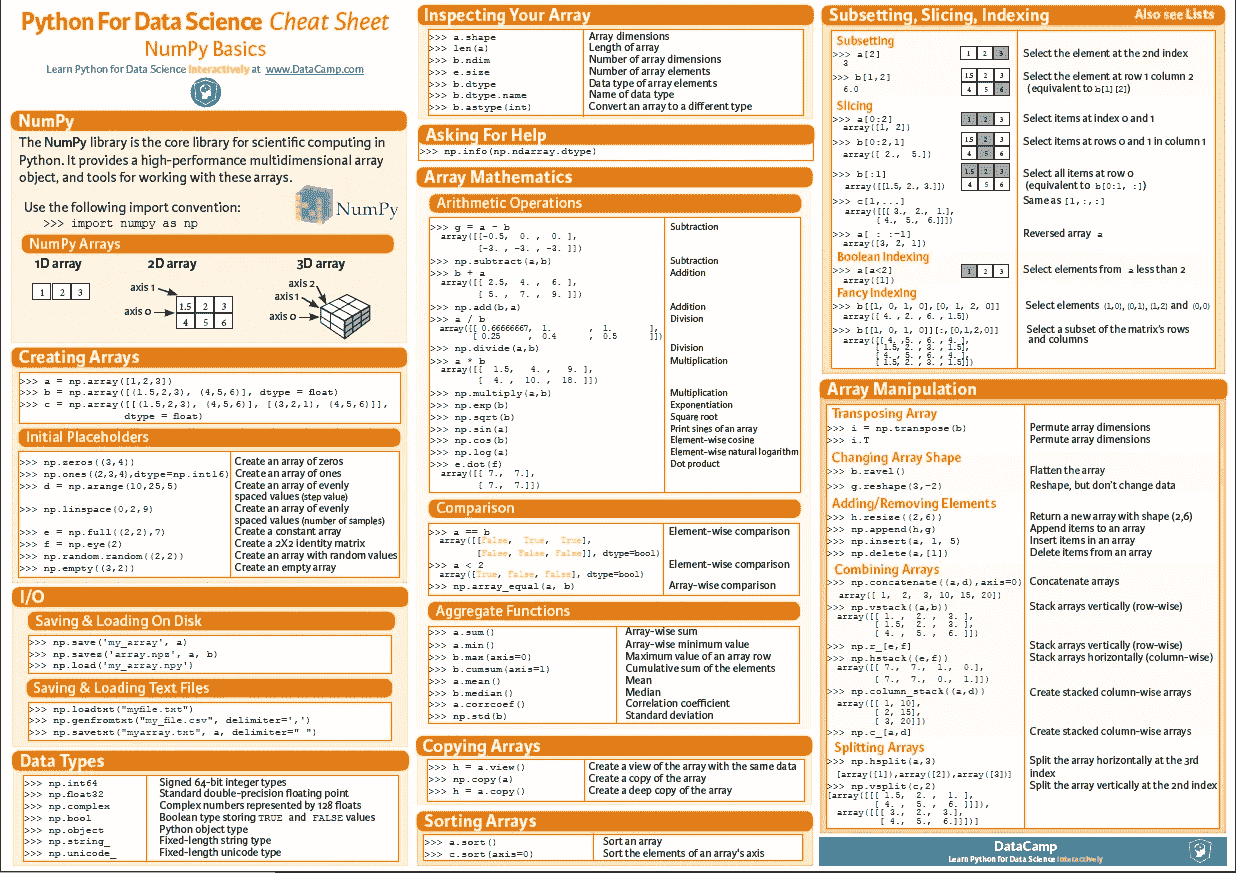 Python For Data Science Cheat Sheet
NumPy Basics
Learn Python for Data Science Interactively at www.DataCamp.com
NumPy
The NumPy library is the core library for scientific computing in
Python. It provides a high-performance multidimensional array
object, and tools for working with these arrays.
Use the following import convention:
>>> import numpy as np
NumPy
NumPy Arrays
1D array 2D array 3D array
1 2 3
axis 1
axis 0
1.5 2 3
4 5 6
axis 2
axis 1
axis 0
Creating Arrays
>>> a = np.array([1,2,3])
>>> b = np.array([(1.5,2,3), (4,5,6)], dtype = float)
>>> c = np.array([[(1.5,2,3), (4,5,6)], [(3,2,1), (4,5,6)]],
dtype = float)
Initial Placeholders
>>> np.zeros((3,4)) Create an array of zeros
>>> np.ones((2,3,4),dtype=np.int16) Create an array of ones
>>> d = np.arange(10,25,5) Create an array of evenly
spaced values (step value)
>>> np.linspace(0,2,9) Create an array of evenly
spaced values (number of samples)
>>> e = np.full((2,2),7) Create a constant array
>>> f = np.eye(2) Create a 2X2 identity matrix
>>> np.random.random((2,2)) Create an array with random values
>>> np.empty((3,2)) Create an empty array
I/O
Saving & Loading On Disk
>>> np.save('my_array', a)
>>> np.savez('array.npz', a, b)
>>> np.load('my_array.npy')
Saving & Loading Text Files
>>> np.loadtxt("myfile.txt")
>>> np.genfromtxt("my_file.csv", delimiter=',')
>>> np.savetxt("myarray.txt", a, delimiter=" ")
Data Types
>>> np.int64 Signed 64-bit integer types
>>> np.float32 Standard double-precision floating point
>>> np.complex Complex numbers represented by 128 floats
>>> np.bool Boolean type storing TRUE and FALSE values
>>> np.object Python object type
>>> np.string_ Fixed-length string type
>>> np.unicode_ Fixed-length unicode type
Inspecting Your Array
>>> a.shape Array dimensions
>>> len(a) Length of array
>>> b.ndim Number of array dimensions
>>> e.size Number of array elements
>>> b.dtype Data type of array elements
>>> b.dtype.name Name of data type
>>> b.astype(int) Convert an array to a different type
Asking For Help
>>> np.info(np.ndarray.dtype)
Array Mathematics
Arithmetic Operations
>>> g = a - b Subtraction
array([[-0.5, 0. , 0. ],
[-3. , -3. , -3. ]])
>>> np.subtract(a,b) Subtraction
>>> b + a Addition
array([[ 2.5, 4. , 6. ],
[ 5. , 7. , 9. ]])
>>> np.add(b,a) Addition
>>> a / b Division
array([[ 0.66666667, 1. , 1. ],
[ 0.25 , 0.4 , 0.5 ]])
>>> np.divide(a,b) Division
>>> a * b Multiplication
array([[ 1.5, 4. , 9. ],
[ 4. , 10. , 18. ]])
>>> np.multiply(a,b) Multiplication
>>> np.exp(b) Exponentiation
>>> np.sqrt(b) Square root
>>> np.sin(a) Print sines of an array
>>> np.cos(b) Element-wise cosine
>>> np.log(a) Element-wise natural logarithm
>>> e.dot(f) Dot product
array([[ 7., 7.],
[ 7., 7.]])
Comparison
>>> a == b Element-wise comparison
array([[False, True, True],
[False, False, False]], dtype=bool)
>>> a < 2 Element-wise comparison
array([True, False, False], dtype=bool)
>>> np.array_equal(a, b) Array-wise comparison
Aggregate Functions
>>> a.sum() Array-wise sum
>>> a.min() Array-wise minimum value
>>> b.max(axis=0) Maximum value of an array row
>>> b.cumsum(axis=1) Cumulative sum of the elements
>>> a.mean() Mean
>>> b.median() Median
>>> a.corrcoef() Correlation coefficient
>>> np.std(b) Standard deviation
Copying Arrays
>>> h = a.view() Create a view of the array with the same data
>>> np.copy(a) Create a copy of the array
>>> h = a.copy() Create a deep copy of the array
Sorting Arrays
>>> a.sort() Sort an array
>>> c.sort(axis=0) Sort the elements of an array's axis
Subsetting, Slicing, Indexing Also see Lists
Subsetting
>>> a[2] 1 2 3 Select the element at the 2nd index
3
>>> b[1,2] 1.5 2 3 Select the element at row 1 column 2
6.0 4 5 6 (equivalent to b[1][2])
Slicing
>>> a[0:2] 1 2 3 Select items at index 0 and 1
array([1, 2])
>>> b[0:2,1] 1.5 2 3 Select items at rows 0 and 1 in column 1
array([ 2., 5.]) 4 5 6
>>> b[:1] 1.5 2 3 Select all items at row 0
array([[1.5, 2., 3.]]) 4 5 6 (equivalent to b[0:1, :])
>>> c[1,...] Same as [1,:,:]
array([[[ 3., 2., 1.],
[ 4., 5., 6.]]])
>>> a[ : :-1] Reversed array a
array([3, 2, 1])
Boolean Indexing
>>> a[a<2] 1 2 3 Select elements from a less than 2
array([1])
Fancy Indexing
>>> b[[1, 0, 1, 0],[0, 1, 2, 0]] Select elements (1,0),(0,1),(1,2) and (0,0)
array([ 4. , 2. , 6. , 1.5])
>>> b[[1, 0, 1, 0]][:,[0,1,2,0]] Select a subset of the matrix's rows
array([[ 4. ,5. , 6. , 4. ], and columns
[ 1.5, 2. , 3. , 1.5],
[ 4. , 5. , 6. , 4. ],
[ 1.5, 2. , 3. , 1.5]])
Array Manipulation
Transposing Array
>>> i = np.transpose(b) Permute array dimensions
>>> i.T Permute array dimensions
Changing Array Shape
>>> b.ravel() Flatten the array
>>> g.reshape(3,-2) Reshape, but don't change data
Adding/Removing Elements
>>> h.resize((2,6)) Return a new array with shape (2,6)
>>> np.append(h,g) Append items to an array
>>> np.insert(a, 1, 5) Insert items in an array
>>> np.delete(a,[1]) Delete items from an array
Combining Arrays
>>> np.concatenate((a,d),axis=0) Concatenate arrays
array([ 1, 2, 3, 10, 15, 20])
>>> np.vstack((a,b)) Stack arrays vertically (row-wise)
array([[ 1. , 2. , 3. ],
[ 1.5, 2. , 3. ],
[ 4. , 5. , 6. ]])
>>> np.r_[e,f] Stack arrays vertically (row-wise)
>>> np.hstack((e,f)) Stack arrays horizontally (column-wise)
array([[ 7., 7., 1., 0.],
[ 7., 7., 0., 1.]])
>>> np.column_stack((a,d)) Create stacked column-wise arrays
array([[ 1, 10],
[ 2, 15],
[ 3, 20]])
>>> np.c_[a,d] Create stacked column-wise arrays
Splitting Arrays
>>> np.hsplit(a,3) Split the array horizontally at the 3rd
[array([1]),array([2]),array([3])] index
>>> np.vsplit(c,2) Split the array vertically at the 2nd index
[array([[[ 1.5, 2. , 1. ],
[ 4. , 5. , 6. ]]]),
array([[[ 3., 2., 3.],
[ 4., 5., 6.]]])]
DataCamp
Learn Python for Data Science Interactively